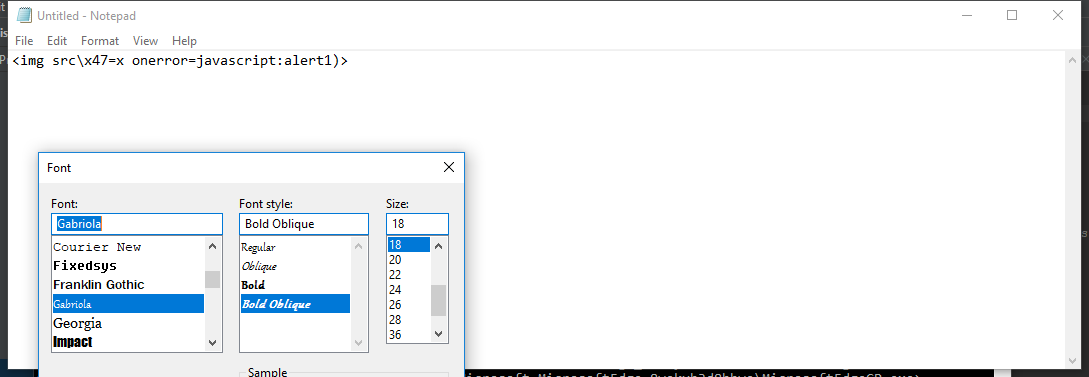 Untitled - Notepad
File Edit Format View Help
<img src\x47=x onerror=javascript:alert1)>
Font
Font: Font style: Size:
Gabriola Bold Oblique 18
Courier New Regular 18
Fixedsys Oblique 20
Franklin Gothic Bold 22
Gabriola Bold Oblique 24
Georgia 26
Impact 28
36
Sample